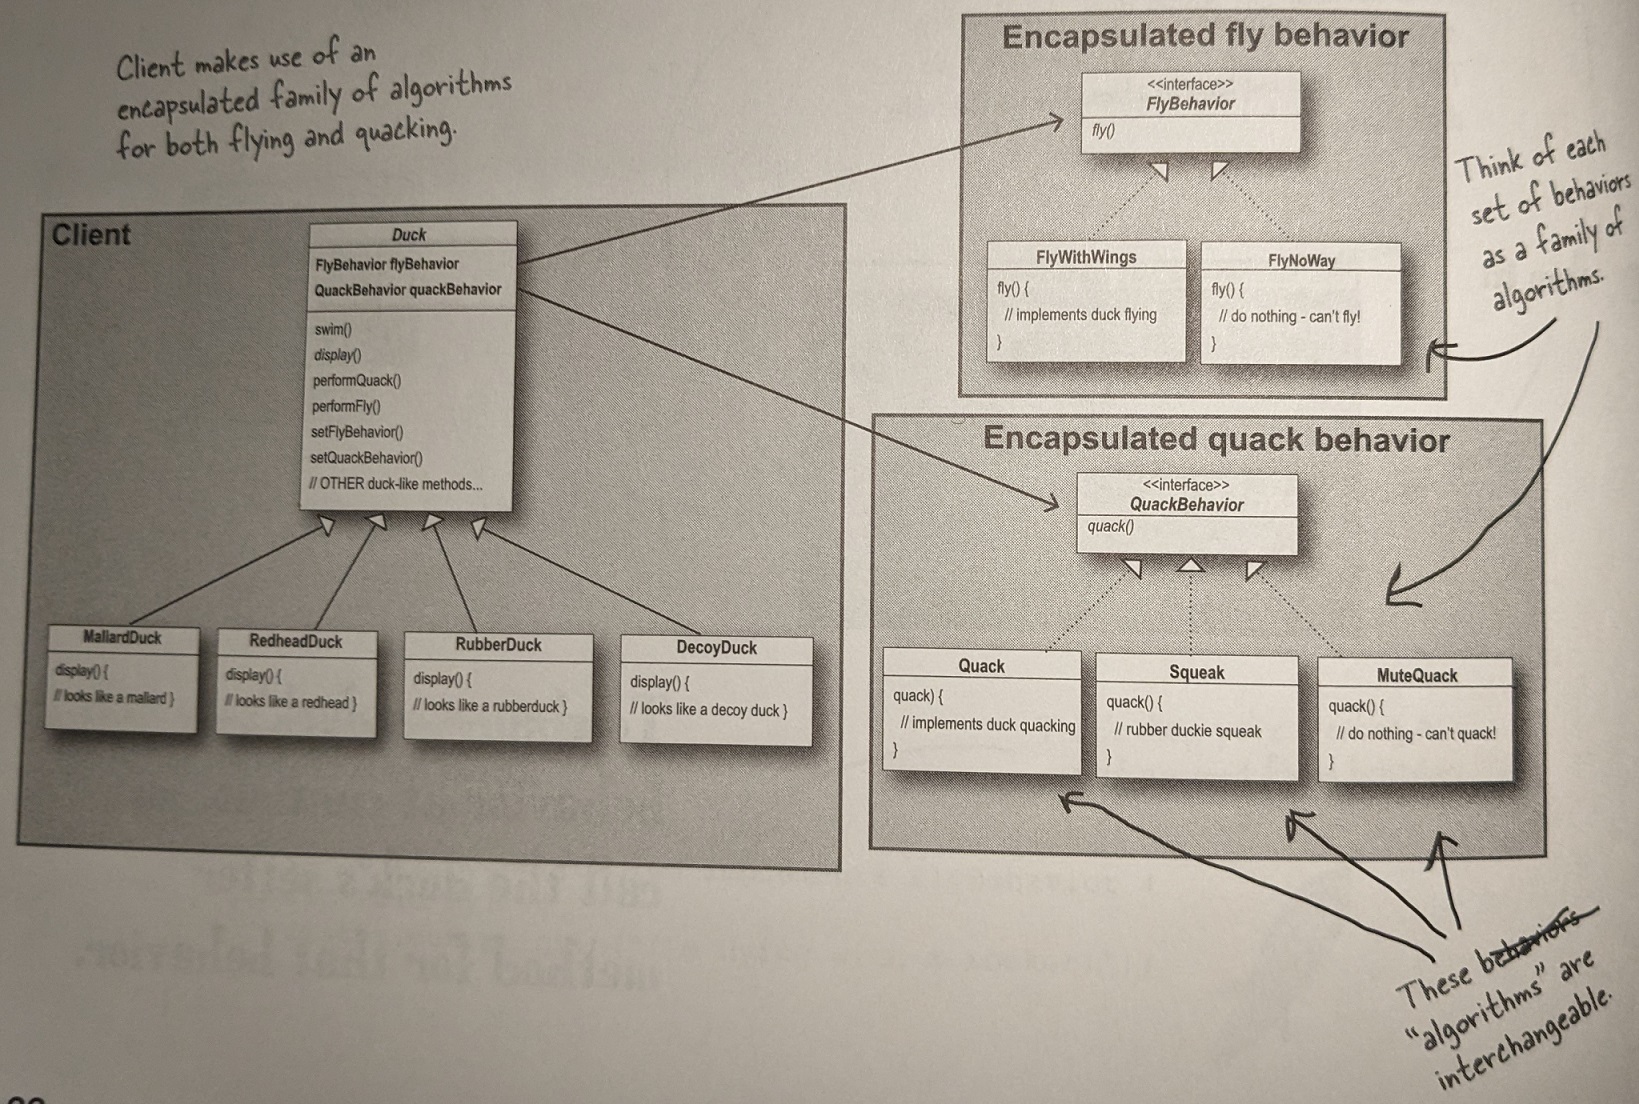 Client makes use of an
encapsulated family of algorithms
for both flying and quacking.
Client
Duck
FlyBehavior flyBehavior
QuackBehavior quackBehavior
swim()
display()
performQuack()
performFly()
setFlyBehavior()
setQuackBehavior()
// OTHER duck-like methods...
MallardDuck
display() {
// looks like a mallard }
RedheadDuck
display() {
// looks like a redhead }
RubberDuck
display() {
// looks like a rubberduck }
DecoyDuck
display() {
// looks like a decoy duck }
Encapsulated fly behavior
<<interface>>
FlyBehavior
fly()
FlyWithWings
fly() {
// implements duck flying
}
FlyNoWay
fly() {
// do nothing - can't fly!
}
Think of each
set of behaviors
as a family of
algorithms.
Encapsulated quack behavior
<<interface>>
QuackBehavior
quack()
Quack
quack) {
// implements duck quacking
}
Squeak
quack() {
// rubber duckie squeak
}
MuteQuack
quack() {
// do nothing - can't quack!
}
These behaviors
"algorithms" are
interchangeable.